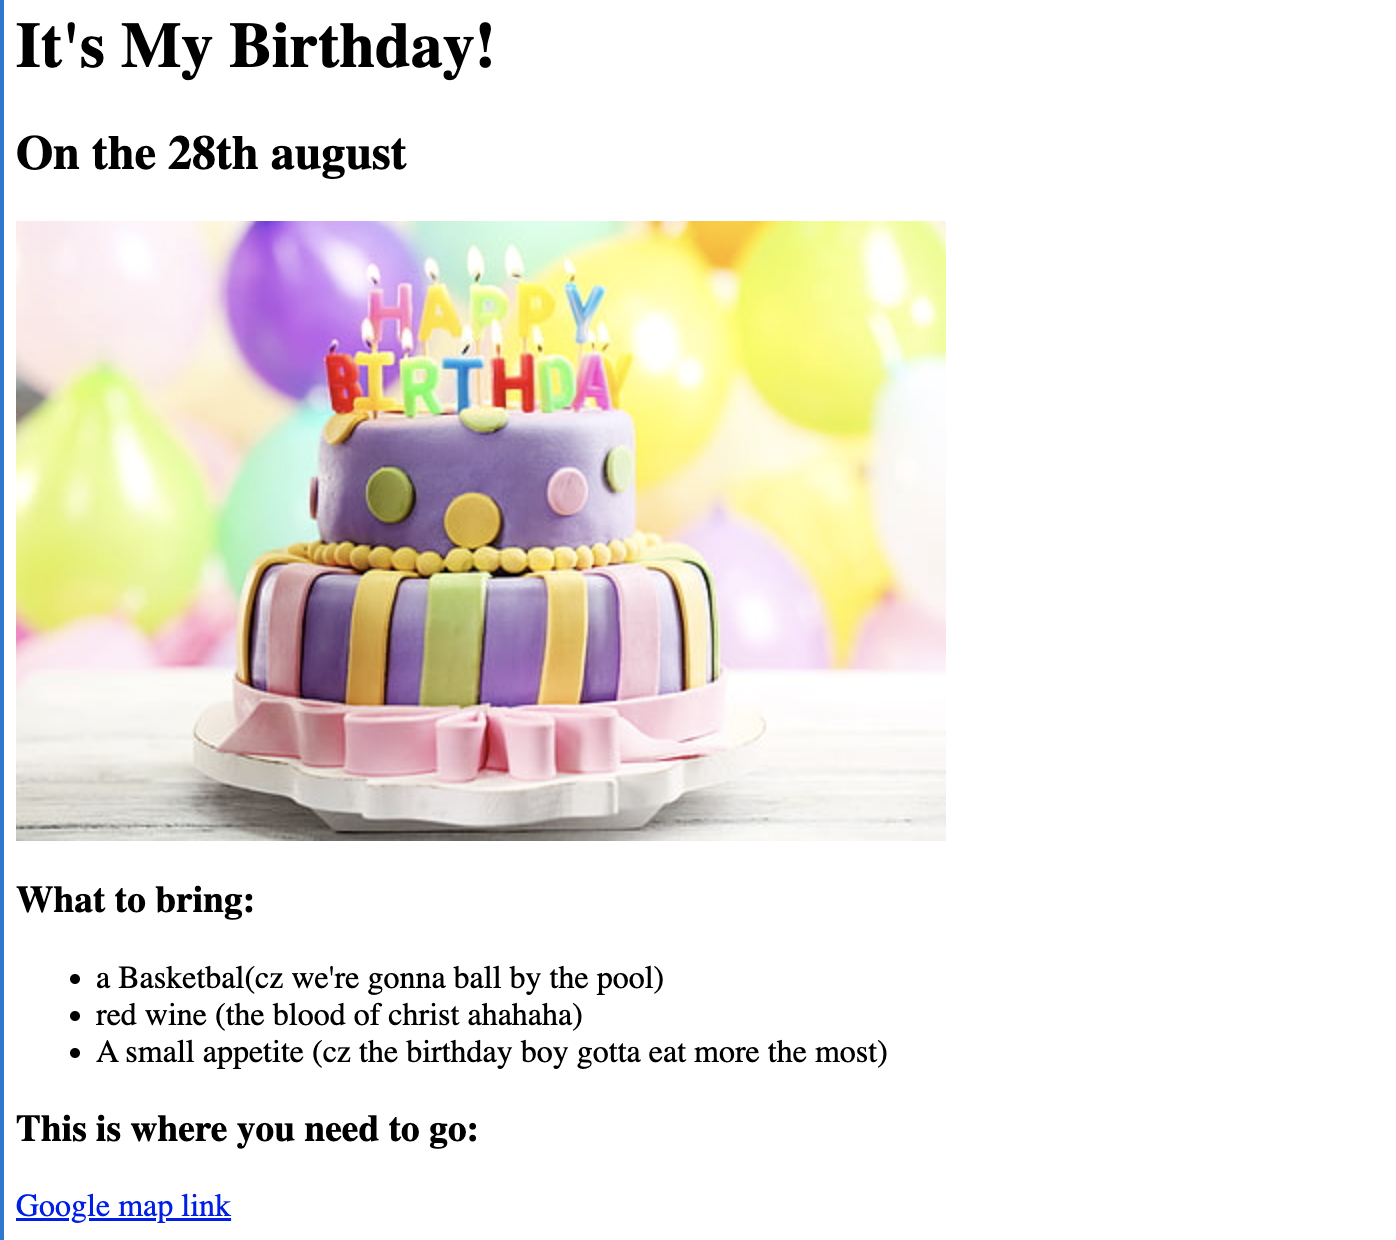 It's My Birthday!
On the 28th august
HAPPY
BIRTHDAY
What to bring:
a Basketbal(cz we're gonna ball by the pool)
red wine (the blood of christ ahahaha)
A small appetite (cz the birthday boy gotta eat more the most)
This is where you need to go:
Google map link